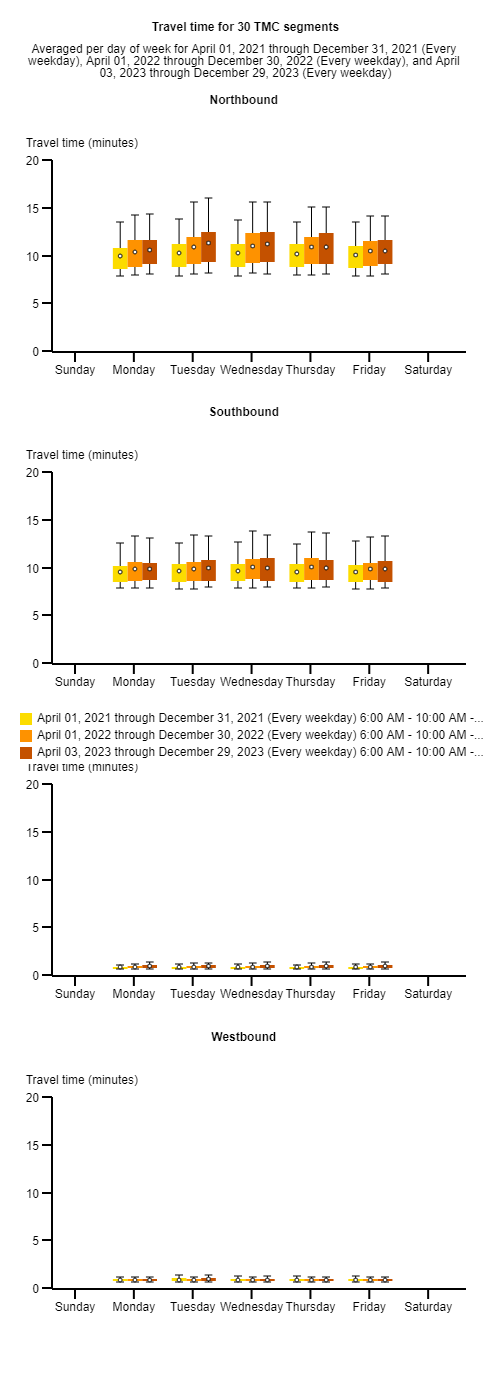 Travel time for 30 TMC segments
Averaged per day of week for April 01, 2021 through December 31, 2021 (Every
weekday), April 01, 2022 through December 30, 2022 (Every weekday), and April
03, 2023 through December 29, 2023 (Every weekday)
Northbound
Travel time (minutes)
20
15
10
5
0
Sunday Monday Tuesday Wednesday Thursday Friday Saturday
Southbound
Travel time (minutes)
20
15
10
5
0
Sunday Monday Tuesday Wednesday Thursday Friday Saturday
April 01, 2021 through December 31, 2021 (Every weekday) 6:00 AM - 10:00 AM -...
April 01, 2022 through December 30, 2022 (Every weekday) 6:00 AM - 10:00 AM -...
April 03, 2023 through December 29, 2023 (Every weekday) 6:00 AM - 10:00 AM -...
Travel time (minutes)
20
15
10
5
0
Sunday Monday Tuesday Wednesday Thursday Friday Saturday
Westbound
Travel time (minutes)
20
15
10
5
0
Sunday Monday Tuesday Wednesday Thursday Friday Saturday